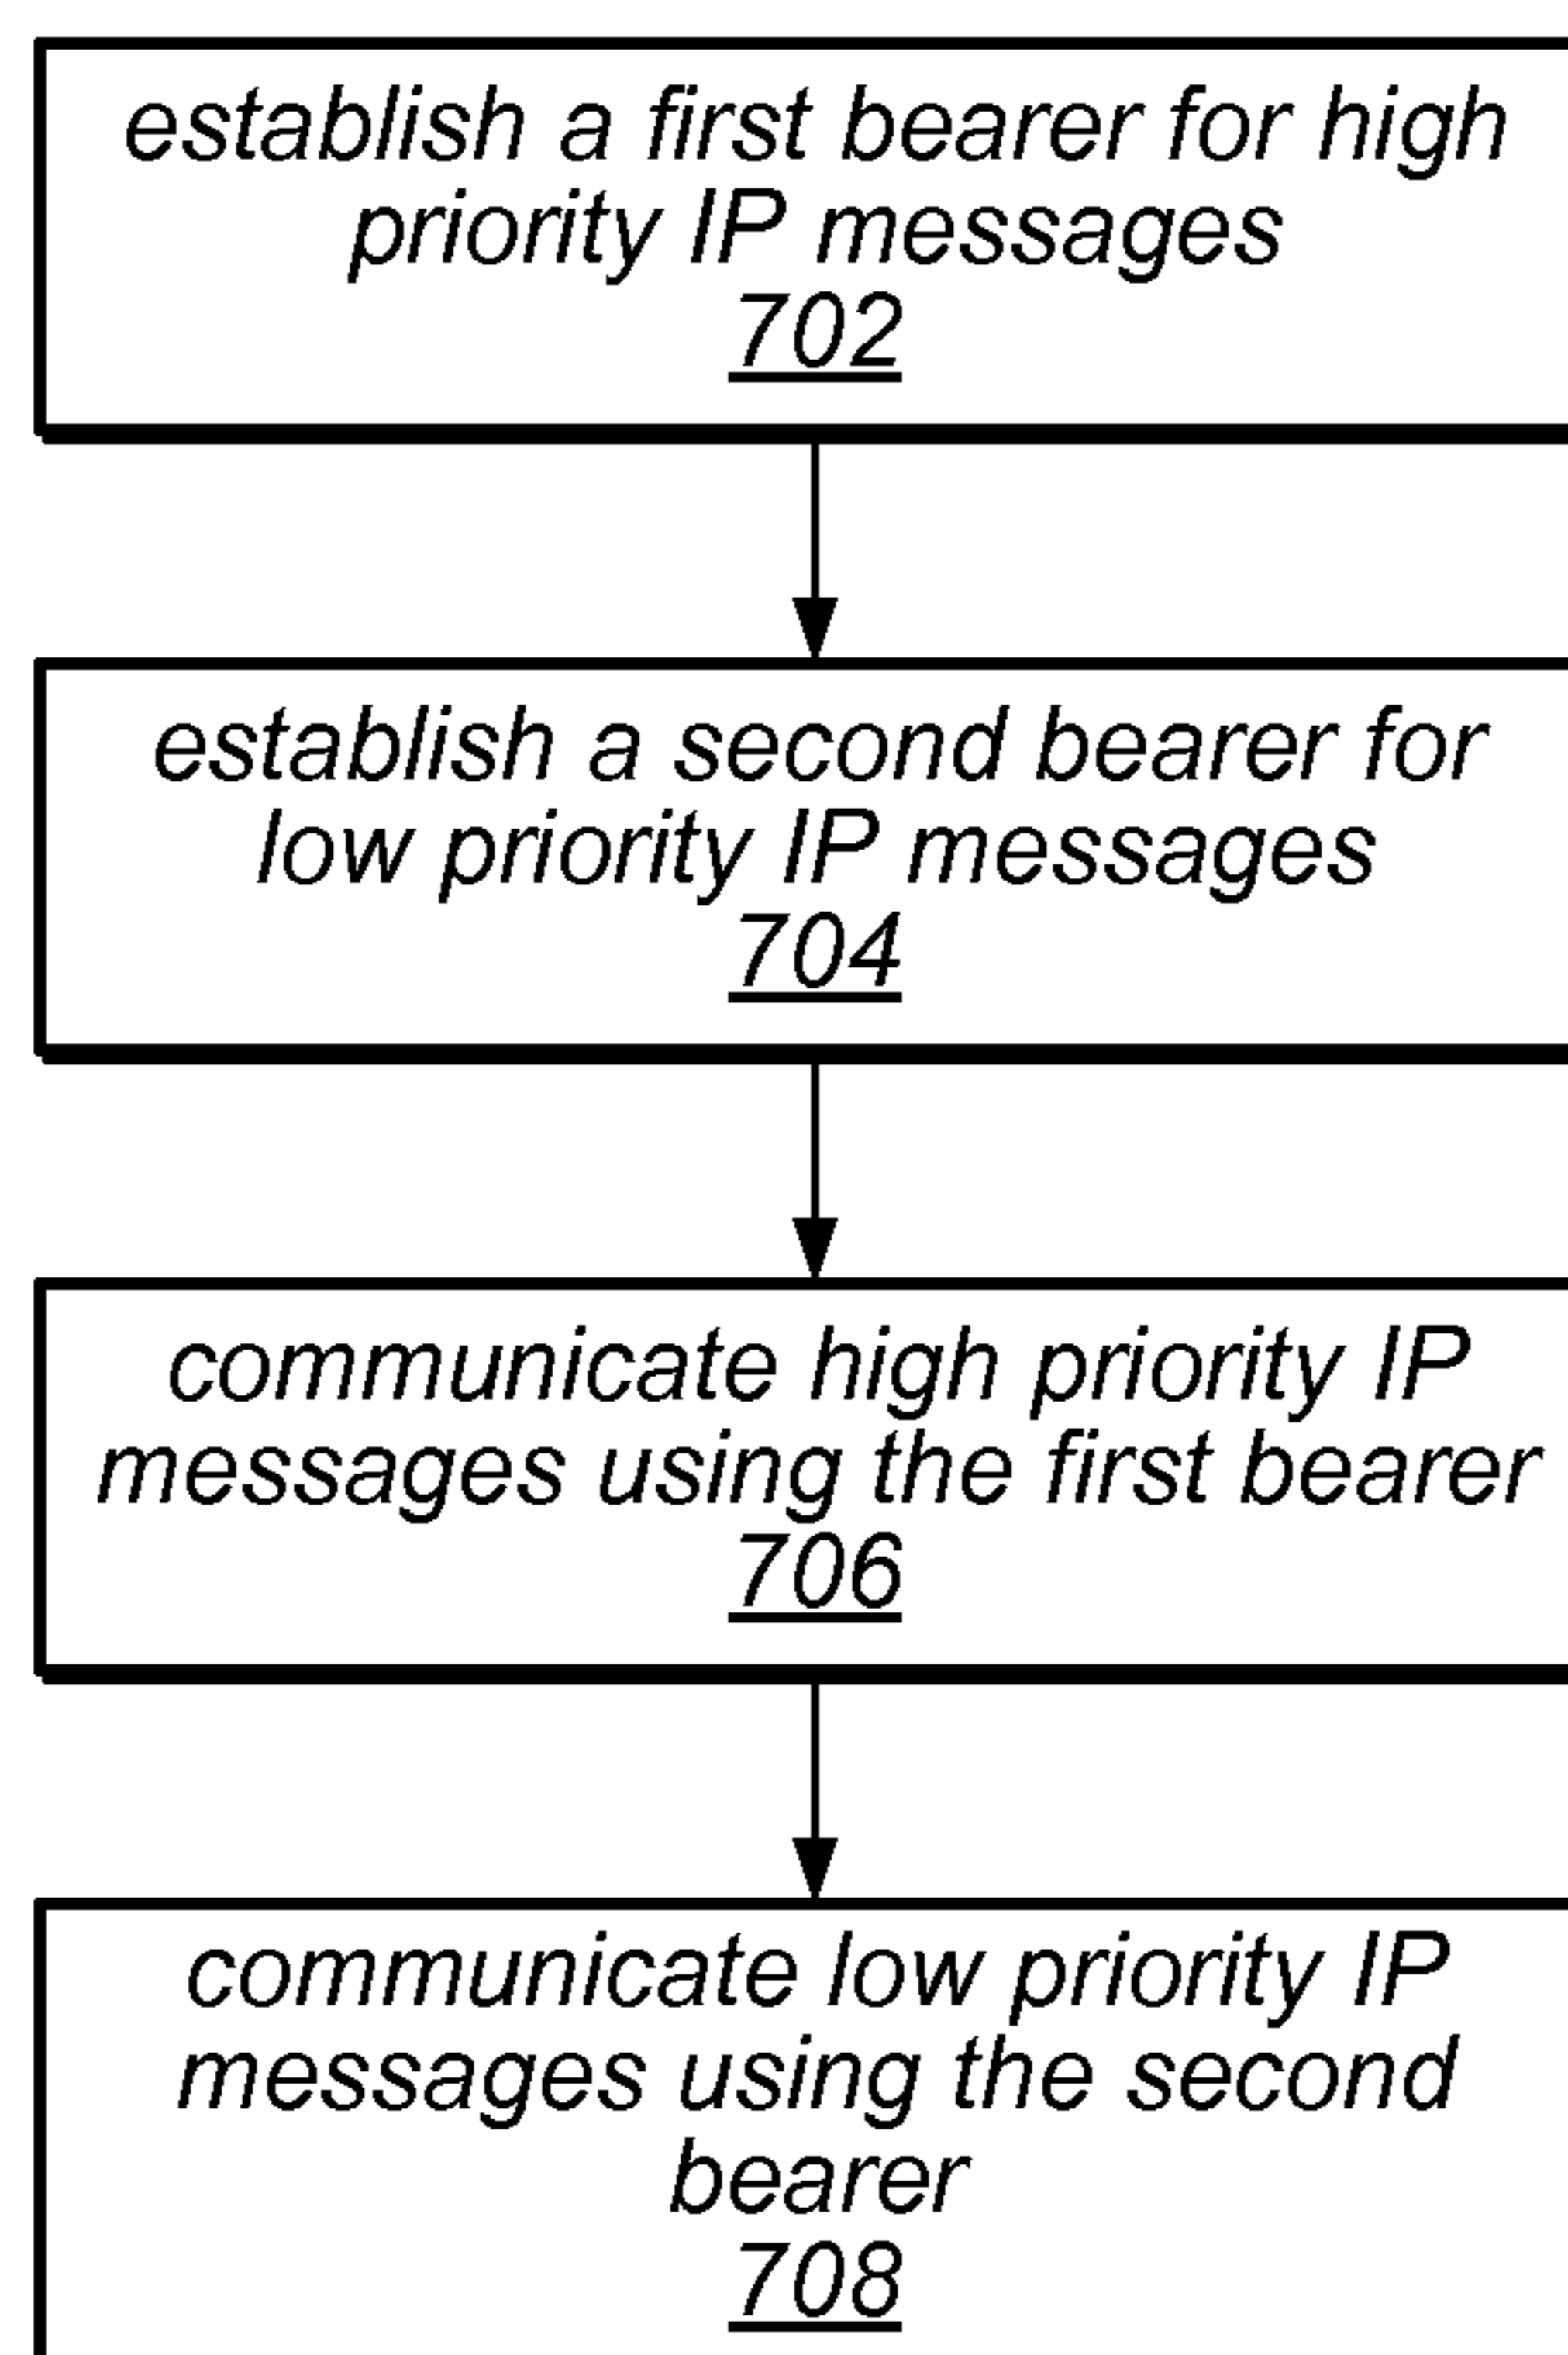 establish a first bearer for high
priority IP messages
702
establish a second bearer for
low priority IP messages
704
communicate high priority IP
messages using the first bearer
706
communicate low priority IP
messages using the second
bearer
708